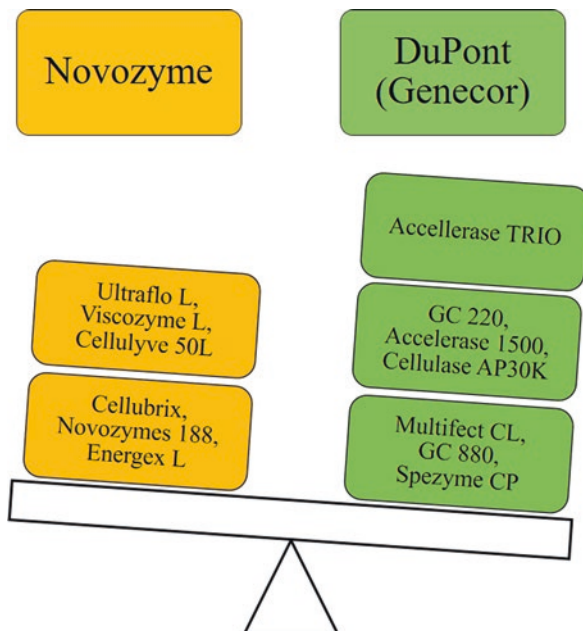 Novozyme
DuPont
(Genecor)
Accellerase TRIO
Ultraflo L,
Viscozyme L,
Cellulyve 50L
GC 220,
Accelerase 1500,
Cellulase AP30K
Cellubrix,
Novozymes 188,
Energex L
Multifect CL,
GC 880,
Spezyme CP